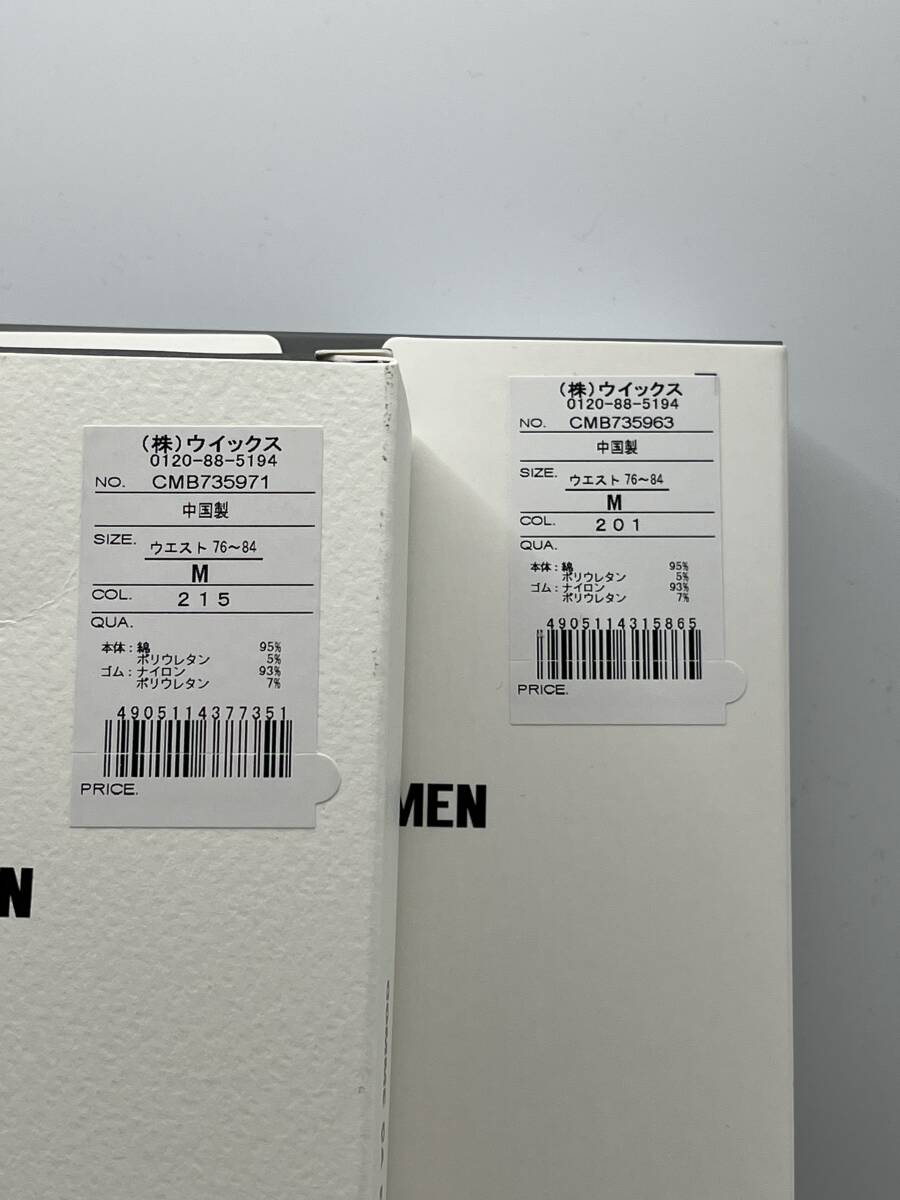 (株)ウイックス
0120-88-5194
NO. CMB735971
中国製
SIZE. ウエスト 76～84
M
COL. 215
QUA.
本体:綿 95%
ポリウレタン 5%
ゴム:ナイロン 93%
ポリウレタン 7%
4905114377351
PRICE.
N
(株)ウイックス
0120-88-5194
NO. CMB735963
中国製
SIZE. ウエスト 76～84
M
COL. 201
QUA.
本体:綿 95%
ポリウレタン 5%
ゴム:ナイロン 93%
ポリウレタン 7%
4905114315865
PRICE.
MEN